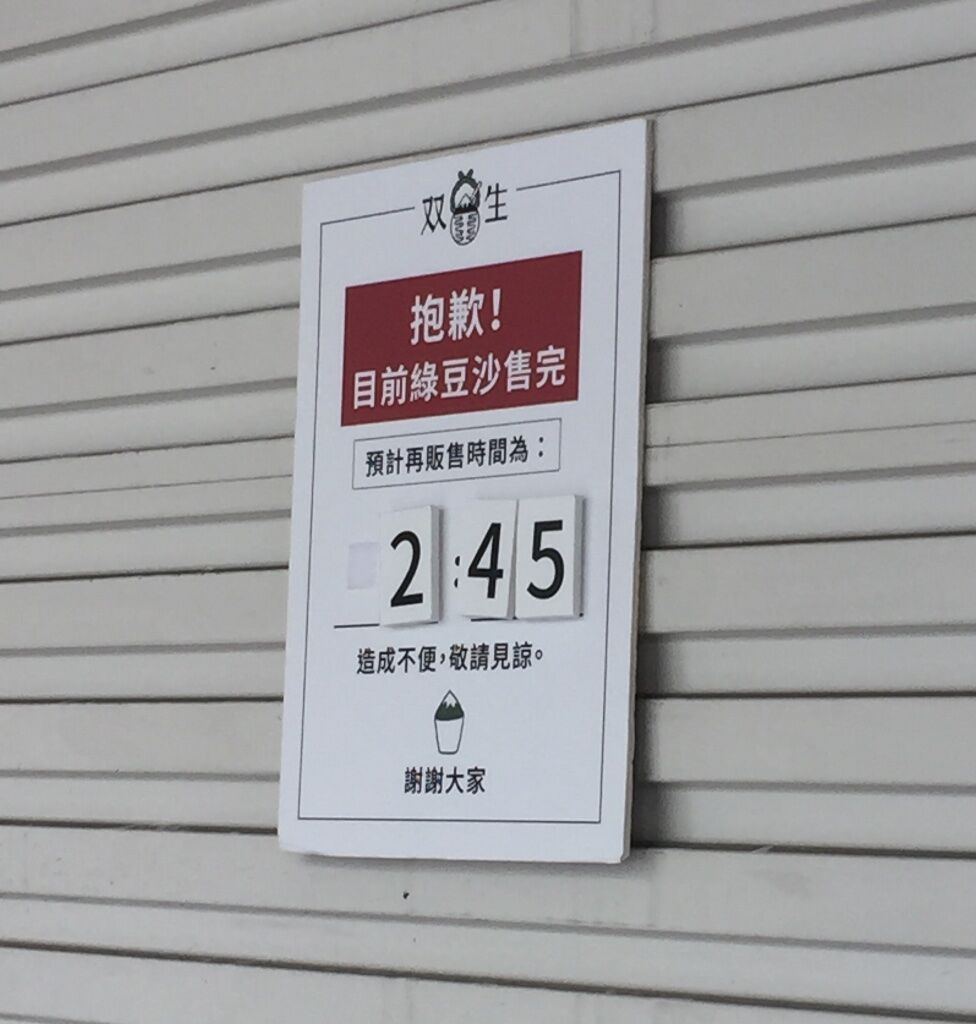 双生
抱歉！
目前綠豆沙售完
預計再販售時間為：
2:45
造成不便，敬請見諒。
謝謝大家